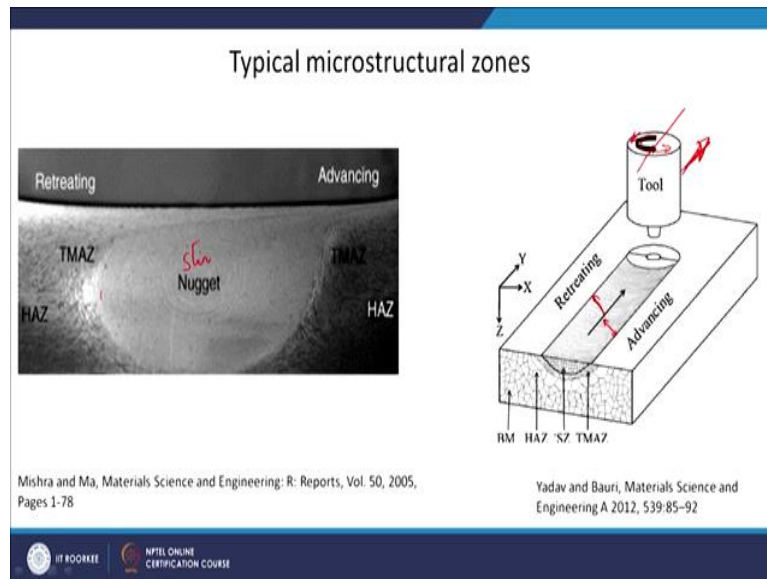 Typical microstructural zones
Retreating
Advancing
TMAZ
stir
TMAZ
Nugget
HAZ
HAZ
Tool
Y
X
Z
Retreating
Advancing
BM HAZ SZ TMAZ
Mishra and Ma, Materials Science and Engineering: R: Reports, Vol. 50, 2005,
Pages 1-78
Yadav and Bauri, Materials Science and
Engineering A 2012, 539:85–92
IIT ROORKEE
NPTEL ONLINE
CERTIFICATION COURSE